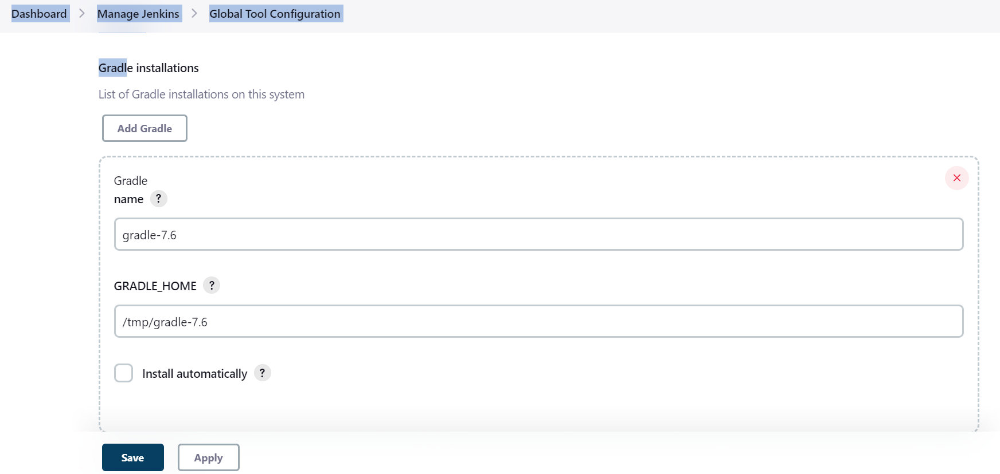 Dashboard > Manage Jenkins > Global Tool Configuration
Gradle installations
List of Gradle installations on this system
Add Gradle
Gradle
name ?
gradle-7.6
GRADLE_HOME ?
/tmp/gradle-7.6
Install automatically ?
Save Apply